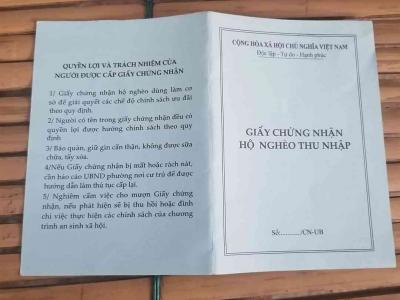 QUYỀN LỢI VÀ TRÁCH NHIỆM CỦA
NGƯỜI ĐƯỢC CẤP GIẤY CHỨNG NHẬN
1/ Giấy chứng nhận hộ nghèo dùng làm cơ
sở để giải quyết các chế độ chính sách ưu đãi
theo quy định.
2/ Người có tên trong giấy chứng nhận đều có
quyền lợi được hưởng chính sách theo quy
định.
3/ Bảo quản, giữ gìn cẩn thận, không được sửa
chữa, tẩy xóa.
4/Nếu Giấy chứng nhận bị mất hoặc rách nát,
cần báo cáo UBND phường nơi cư trú để được
hướng dẫn làm thủ tục cấp lại.
5/ Nghiêm cấm việc cho mượn Giấy chứng
nhận, nếu phát hiện sẽ bị thu hồi hoặc đình
chỉ việc thực hiện các chính sách của chương
trình an sinh xã hội.
CỘNG HÒA XÃ HỘI CHỦ NGHĨA VIỆT NAM
Độc lập - Tự do - Hạnh phúc
GIẤY CHỨNG NHẬN
HỘ NGHÈO THU NHẬP
Số:........../CN-UB